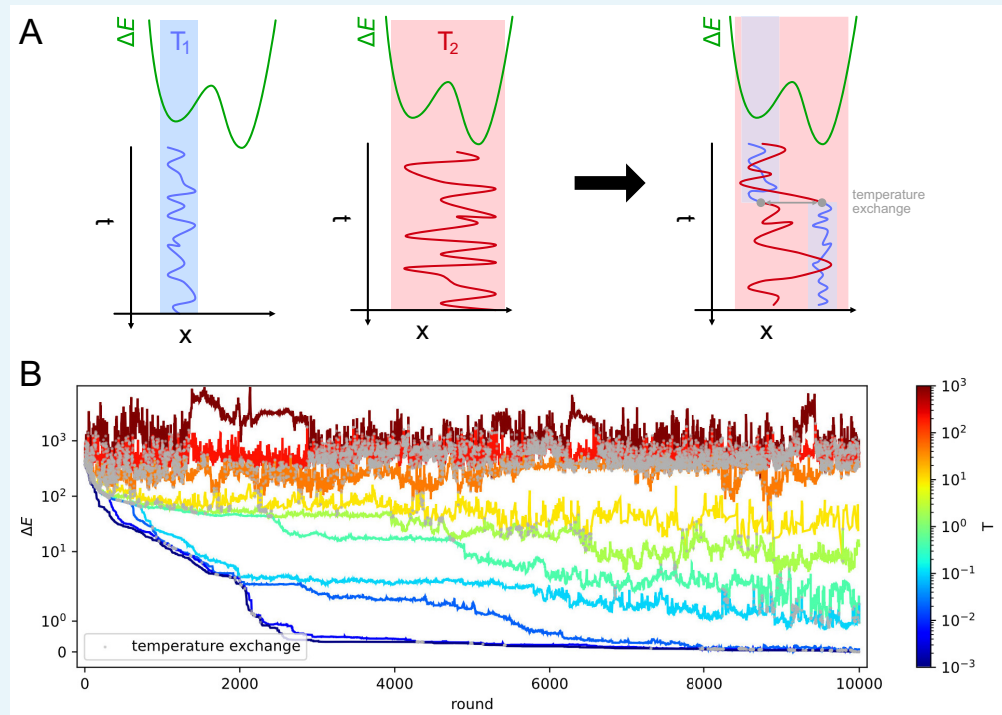 A
ΔE
T₁
t
x
ΔE
T₂
t
x
ΔE
t
x
temperature
exchange
B
ΔE
10³
10²
10¹
10⁰
0
temperature exchange
0
2000
4000
6000
8000
10000
round
10³
10²
10¹
10⁰
10⁻¹
10⁻²
10⁻³
T